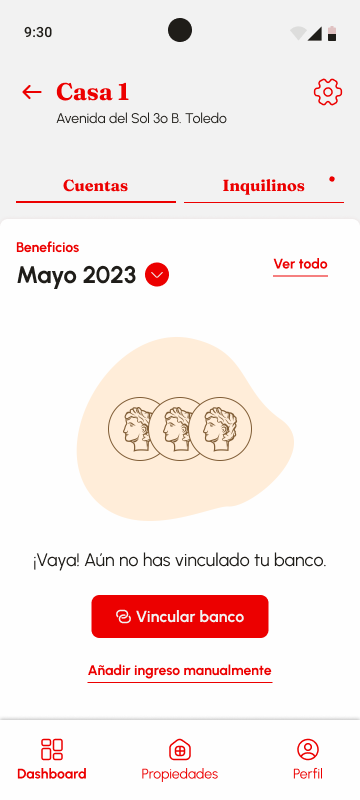 9:30
Casa 1
Avenida del Sol 3o B. Toledo
Cuentas
Inquilinos
Beneficios
Mayo 2023
Ver todo
¡Vaya! Aún no has vinculado tu banco.
Vincular banco
Añadir ingreso manualmente
Dashboard
Propiedades
Perfil